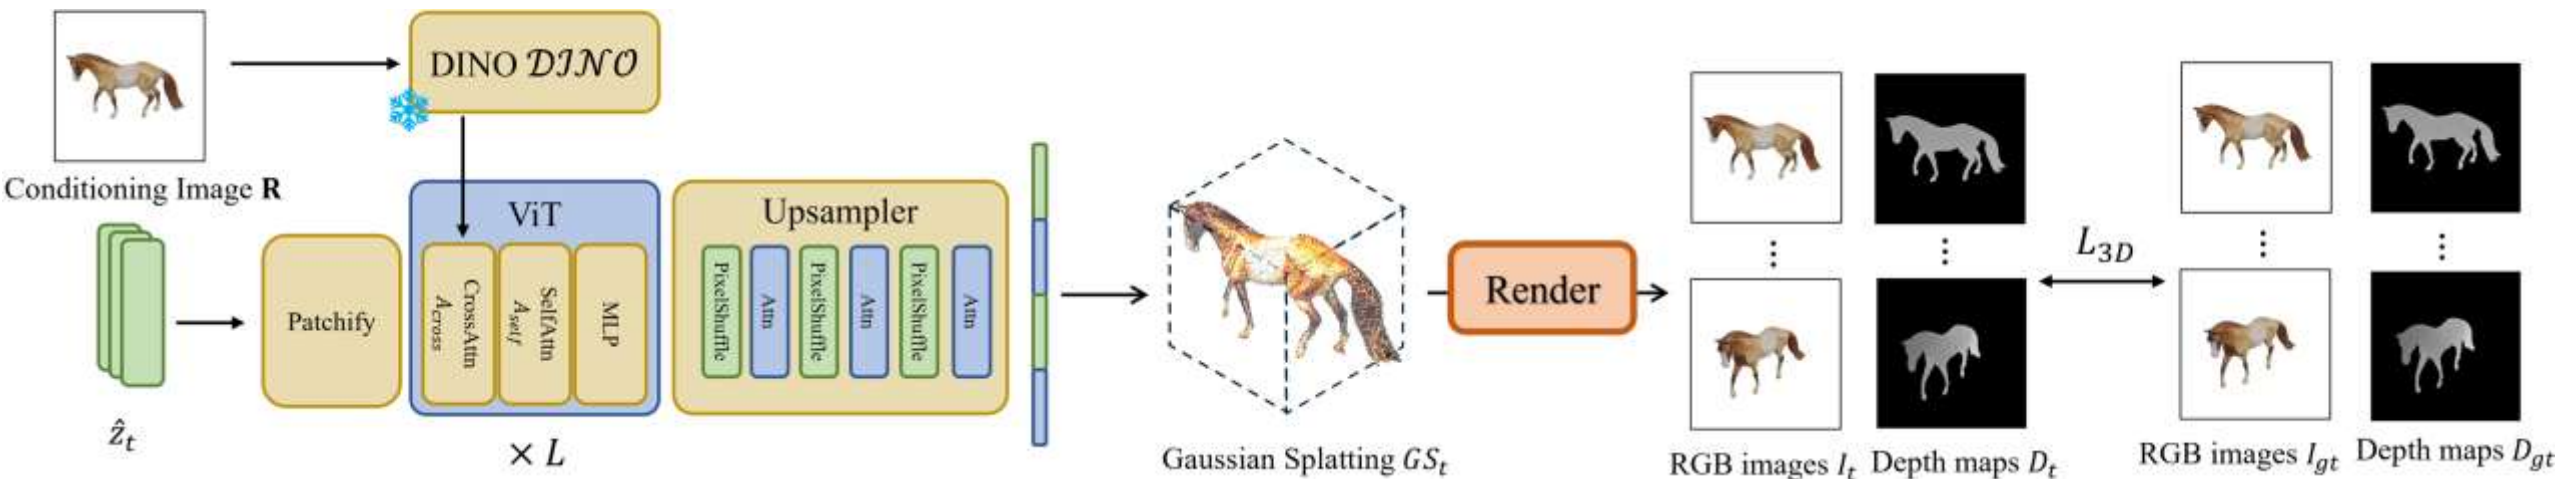 DINO 𝒟ℐ𝒩𝒪
Conditioning Image R
ẑ_t
Patchify
ViT
CrossAttn
A_cross
SelfAttn
A_self
MLP
× L
Upsampler
PixelShuffle
Attn
PixelShuffle
Attn
PixelShuffle
Attn
Gaussian Splatting GS_t
Render
RGB images I_t
Depth maps D_t
L_3D
RGB images I_gt
Depth maps D_gt